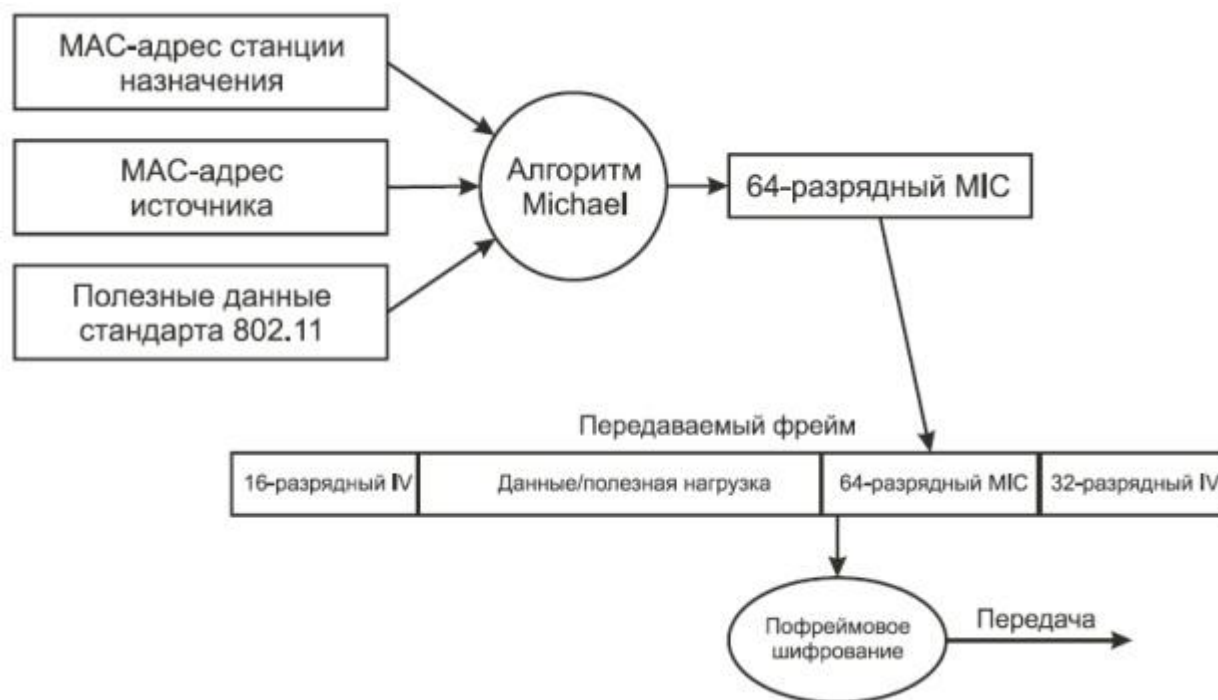 MAC-адрес станции
назначения
MAC-адрес
источника
Полезные данные
стандарта 802.11
Алгоритм
Michael
64-разрядный MIC
Передаваемый фрейм
16-разрядный IV
Данные/полезная нагрузка
64-разрядный MIC
32-разрядный IV
Пофреймовое
шифрование
Передача